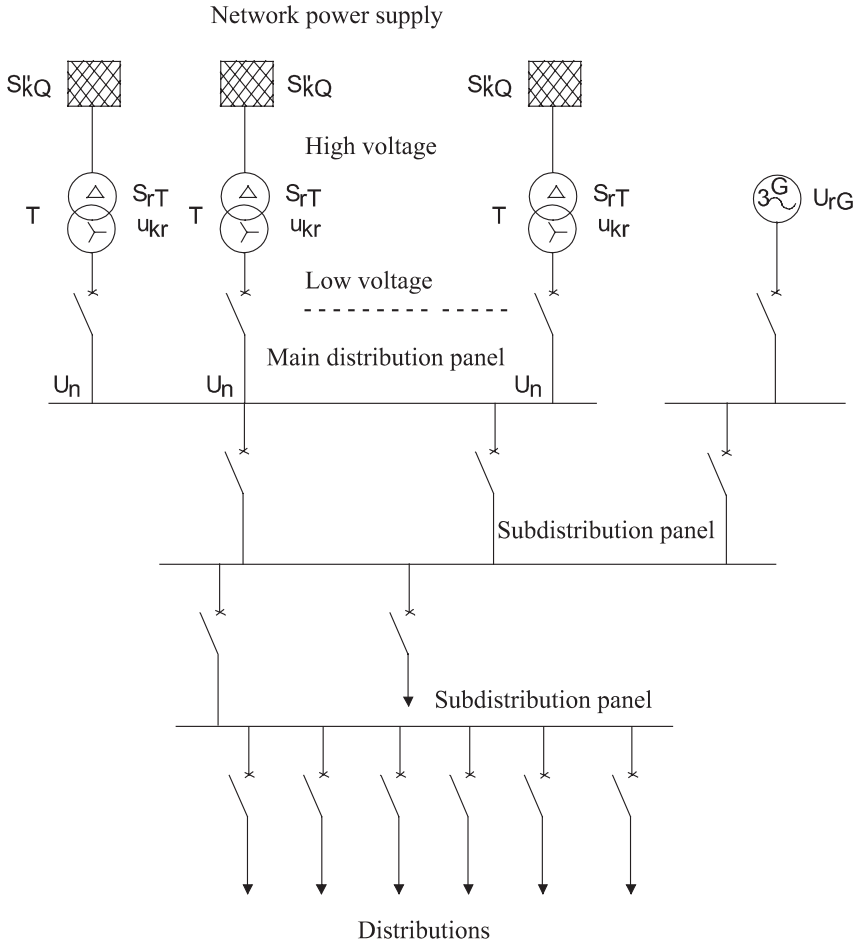 Network power supply
S"kQ S"kQ S"kQ
High voltage
T SrT ukr T SrT ukr T SrT ukr
G 3 UrG
Low voltage
Main distribution panel
Un Un Un
Subdistribution panel
Subdistribution panel
Distributions